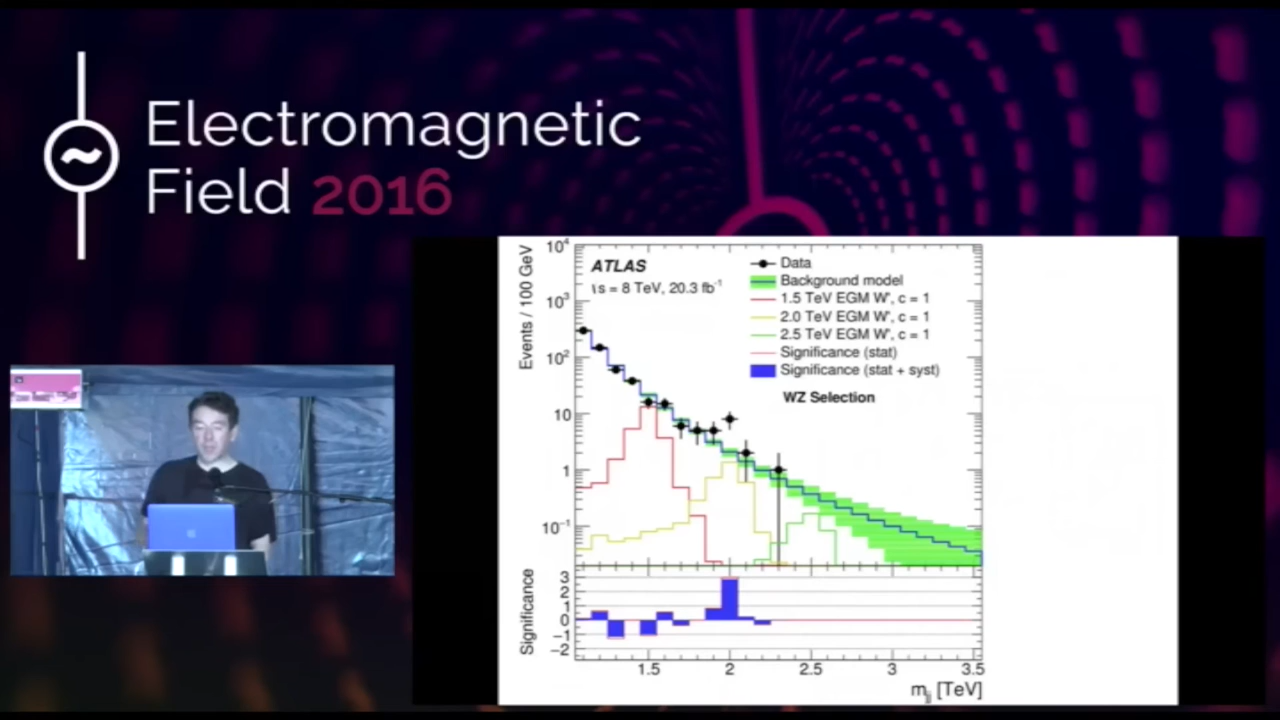 Electromagnetic
Field 2016
ATLAS
√s = 8 TeV, 20.3 fb⁻¹
Data
Background model
1.5 TeV EGM W', c = 1
2.0 TeV EGM W', c = 1
2.5 TeV EGM W', c = 1
Significance (stat)
Significance (stat + syst)
WZ Selection
Events / 100 GeV
10⁴
10³
10²
10
1
10⁻¹
Significance
3
2
1
0
−1
−2
1.5 2 2.5 3 3.5
m_jj [TeV]